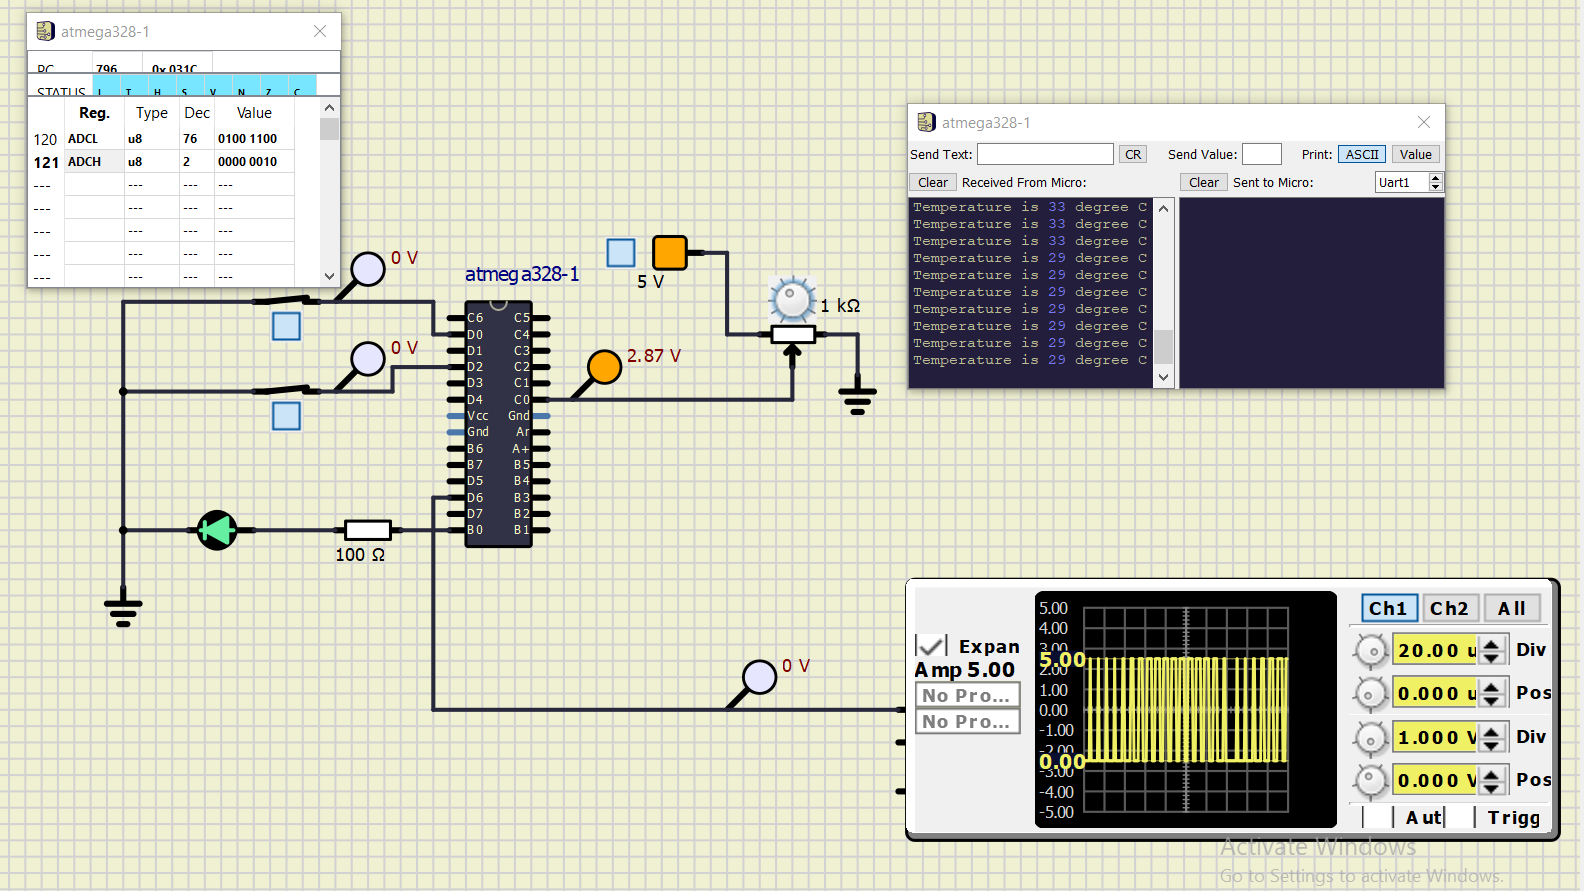 atmega328-1
PC 796 0x 031C
STATUS I T H S V N Z C
Reg. Type Dec Value
120 ADCL u8 76 0100 1100
121 ADCH u8 2 0000 0010
--- --- --- ---
--- --- --- ---
--- --- --- ---
--- --- --- ---
--- --- --- ---
0 V
0 V
atmega328-1
C6 C5
D0 C4
D1 C3
D2 C2
D3 C1
D4 C0
Vcc Gnd
Gnd Ar
B6 A+
B7 B5
D5 B4
D6 B3
D7 B2
B0 B1
100 Ω
5 V
1 kΩ
2.87 V
0 V
atmega328-1
Send Text: CR Send Value: Print: ASCII Value
Clear Received From Micro: Clear Sent to Micro: Uart1
Temperature is 33 degree C
Temperature is 33 degree C
Temperature is 33 degree C
Temperature is 29 degree C
Temperature is 29 degree C
Temperature is 29 degree C
Temperature is 29 degree C
Temperature is 29 degree C
Temperature is 29 degree C
Temperature is 29 degree C
Expan
Amp 5.00
No Pro...
No Pro...
5.00
4.00
3.00
5.00
2.00
1.00
0.00
-1.00
-2.00
0.00
-3.00
-4.00
-5.00
Ch1 Ch2 All
20.00 u Div
0.000 u Pos
1.000 V Div
0.000 V Pos
Aut Trigg
Activate Windows
Go to Settings to activate Windows.